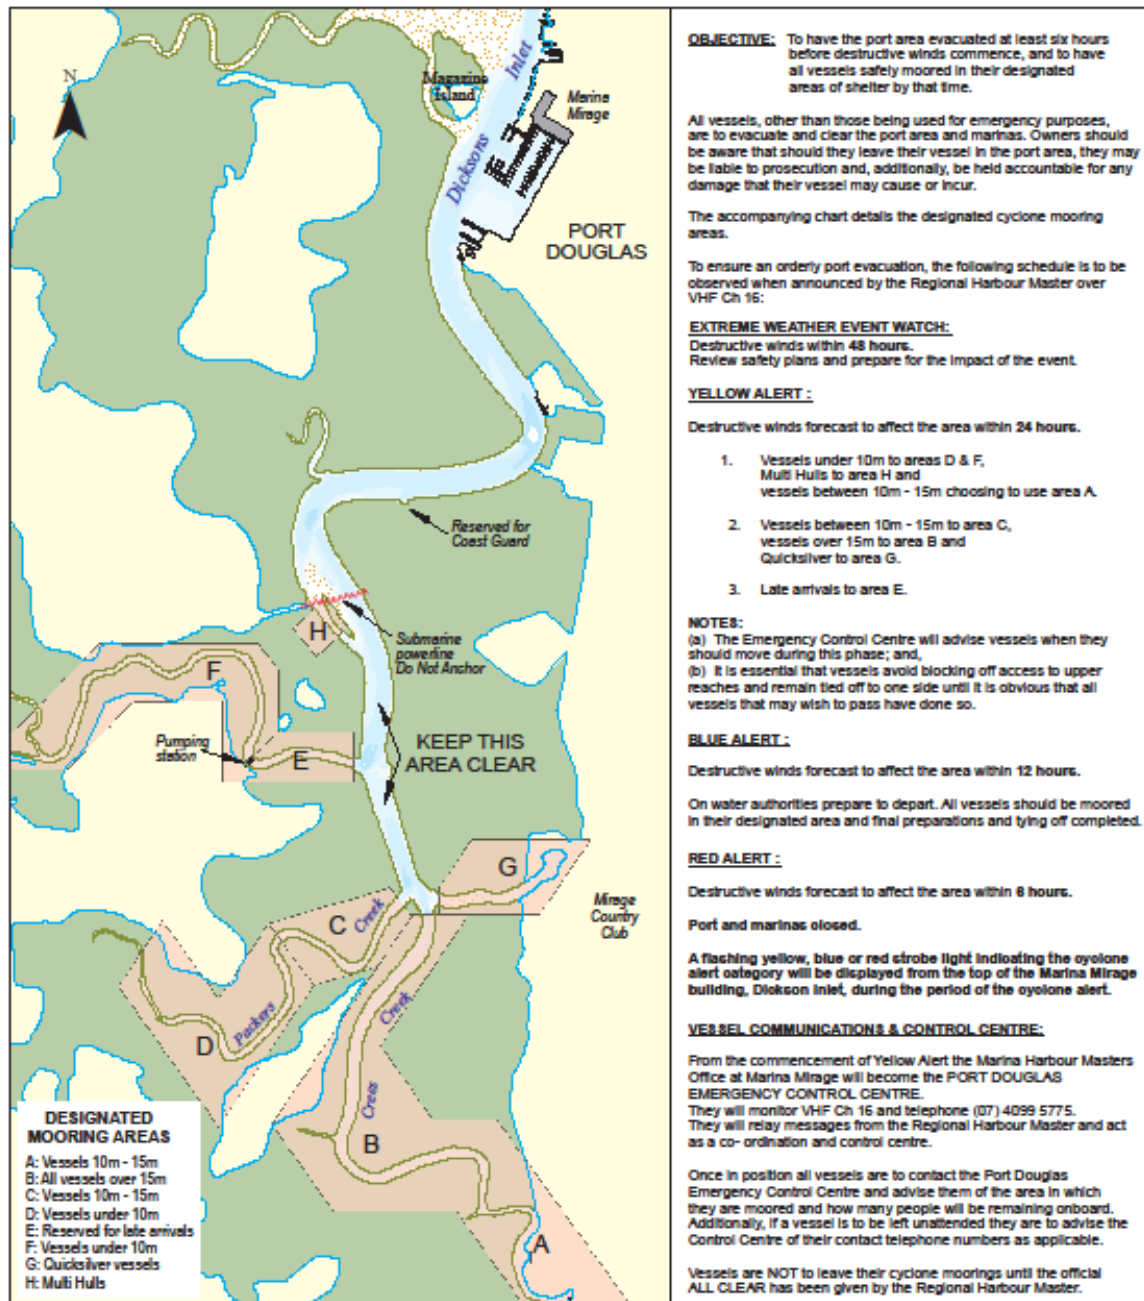 N
Magazine
Island
Dicksons Inlet
Marina
Mirage
PORT
DOUGLAS
Reserved for
Coast Guard
H
Submarine
powerline
Do Not Anchor
F
Pumping
station
E
KEEP THIS
AREA CLEAR
G
Mirage
Country
Club
C
Creek
Packers
D
Creek
Crees
B
A
DESIGNATED
MOORING AREAS
A: Vessels 10m - 15m
B: All vessels over 15m
C: Vessels 10m - 15m
D: Vessels under 10m
E: Reserved for late arrivals
F: Vessels under 10m
G: Quicksilver vessels
H: Multi Hulls
OBJECTIVE: To have the port area evacuated at least six hours
before destructive winds commence, and to have
all vessels safely moored in their designated
areas of shelter by that time.
All vessels, other than those being used for emergency purposes,
are to evacuate and clear the port area and marinas. Owners should
be aware that should they leave their vessel in the port area, they may
be liable to prosecution and, additionally, be held accountable for any
damage that their vessel may cause or incur.
The accompanying chart details the designated cyclone mooring
areas.
To ensure an orderly port evacuation, the following schedule is to be
observed when announced by the Regional Harbour Master over
VHF Ch 16:
EXTREME WEATHER EVENT WATCH:
Destructive winds within 48 hours.
Review safety plans and prepare for the impact of the event.
YELLOW ALERT :
Destructive winds forecast to affect the area within 24 hours.
1. Vessels under 10m to areas D & F,
Multi Hulls to area H and
vessels between 10m - 15m choosing to use area A.
2. Vessels between 10m - 15m to area C,
vessels over 15m to area B and
Quicksilver to area G.
3. Late arrivals to area E.
NOTES:
(a) The Emergency Control Centre will advise vessels when they
should move during this phase; and,
(b) It is essential that vessels avoid blocking off access to upper
reaches and remain tied off to one side until it is obvious that all
vessels that may wish to pass have done so.
BLUE ALERT :
Destructive winds forecast to affect the area within 12 hours.
On water authorities prepare to depart. All vessels should be moored
in their designated area and final preparations and tying off completed.
RED ALERT :
Destructive winds forecast to affect the area within 6 hours.
Port and marinas closed.
A flashing yellow, blue or red strobe light indicating the cyclone
alert category will be displayed from the top of the Marina Mirage
building, Dickson Inlet, during the period of the cyclone alert.
VESSEL COMMUNICATIONS & CONTROL CENTRE:
From the commencement of Yellow Alert the Marina Harbour Masters
Office at Marina Mirage will become the PORT DOUGLAS
EMERGENCY CONTROL CENTRE.
They will monitor VHF Ch 16 and telephone (07) 4099 5775.
They will relay messages from the Regional Harbour Master and act
as a co- ordination and control centre.
Once in position all vessels are to contact the Port Douglas
Emergency Control Centre and advise them of the area in which
they are moored and how many people will be remaining onboard.
Additionally, if a vessel is to be left unattended they are to advise the
Control Centre of their contact telephone numbers as applicable.
Vessels are NOT to leave their cyclone moorings until the official
ALL CLEAR has been given by the Regional Harbour Master.